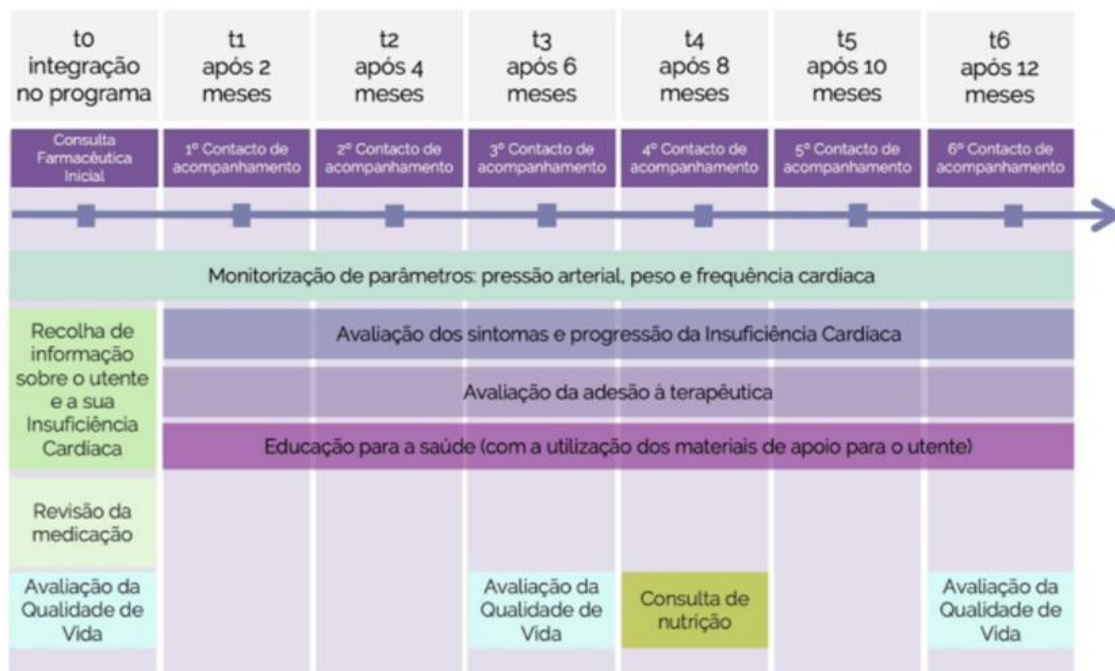 t0
integração
no programa
t1
após 2
meses
t2
após 4
meses
t3
após 6
meses
t4
após 8
meses
t5
após 10
meses
t6
após 12
meses
Consulta
Farmacêutica
Inicial
1º Contacto de
acompanhamento
2º Contacto de
acompanhamento
3º Contacto de
acompanhamento
4º Contacto de
acompanhamento
5º Contacto de
acompanhamento
6º Contacto de
acompanhamento
Monitorização de parâmetros: pressão arterial, peso e frequência cardíaca
Recolha de
informação
sobre o utente
e a sua
Insuficiência
Cardíaca
Avaliação dos sintomas e progressão da Insuficiência Cardíaca
Avaliação da adesão à terapêutica
Educação para a saúde (com a utilização dos materiais de apoio para o utente)
Revisão da
medicação
Avaliação da
Qualidade de
Vida
Avaliação da
Qualidade de
Vida
Consulta de
nutrição
Avaliação da
Qualidade de
Vida